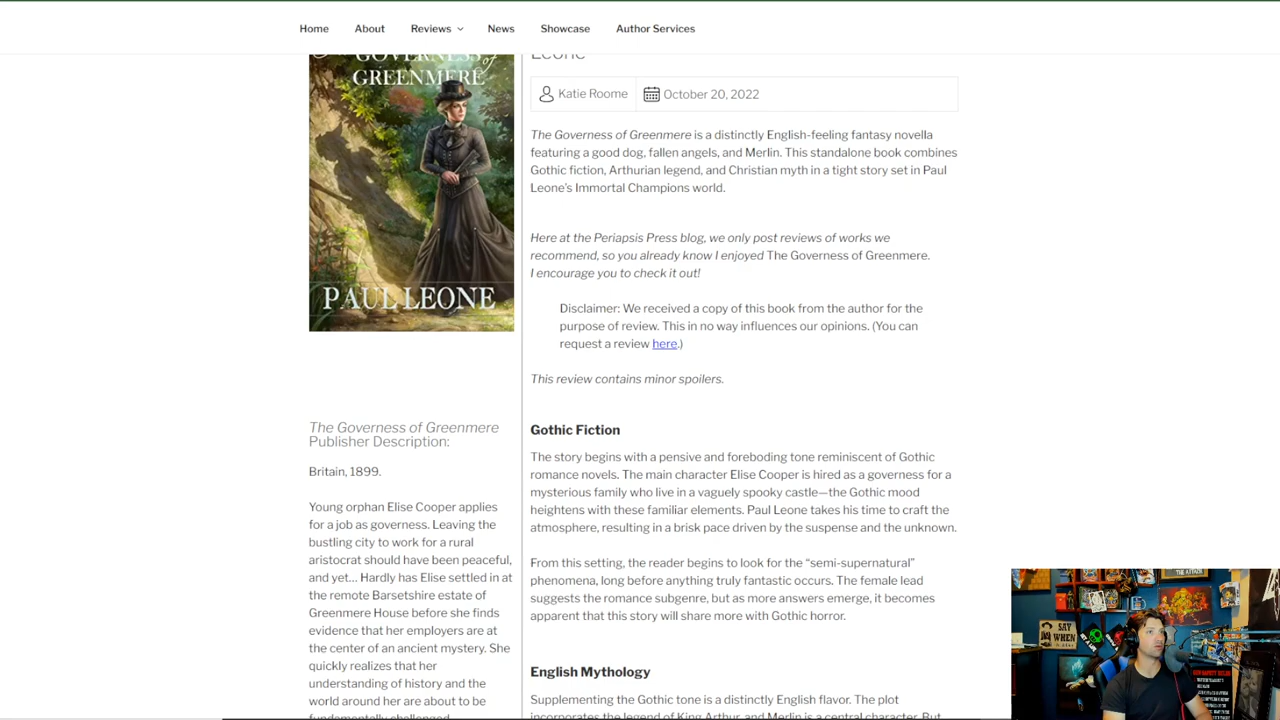 Home
About
Reviews
News
Showcase
Author Services
GOVERNESS of
GREENMERE
PAUL LEONE
The Governess of Greenmere
Publisher Description:
Britain, 1899.
Young orphan Elise Cooper applies
for a job as governess. Leaving the
bustling city to work for a rural
aristocrat should have been peaceful,
and yet... Hardly has Elise settled in at
the remote Barsetshire estate of
Greenmere House before she finds
evidence that her employers are at
the center of an ancient mystery. She
quickly realizes that her
understanding of history and the
world around her are about to be
fundamentally challenged
Leone
Katie Roome
October 20, 2022
The Governess of Greenmere is a distinctly English-feeling fantasy novella
featuring a good dog, fallen angels, and Merlin. This standalone book combines
Gothic fiction, Arthurian legend, and Christian myth in a tight story set in Paul
Leone's Immortal Champions world.
Here at the Periapsis Press blog, we only post reviews of works we
recommend, so you already know I enjoyed The Governess of Greenmere.
I encourage you to check it out!
Disclaimer: We received a copy of this book from the author for the
purpose of review. This in no way influences our opinions. (You can
request a review here.)
This review contains minor spoilers.
Gothic Fiction
The story begins with a pensive and foreboding tone reminiscent of Gothic
romance novels. The main character Elise Cooper is hired as a governess for a
mysterious family who live in a vaguely spooky castle—the Gothic mood
heightens with these familiar elements. Paul Leone takes his time to craft the
atmosphere, resulting in a brisk pace driven by the suspense and the unknown.
From this setting, the reader begins to look for the “semi-supernatural”
phenomena, long before anything truly fantastic occurs. The female lead
suggests the romance subgenre, but as more answers emerge, it becomes
apparent that this story will share more with Gothic horror.
English Mythology
Supplementing the Gothic tone is a distinctly English flavor. The plot
incorporates the legend of King Arthur, and Merlin is a central character. But
SAY
WHEN